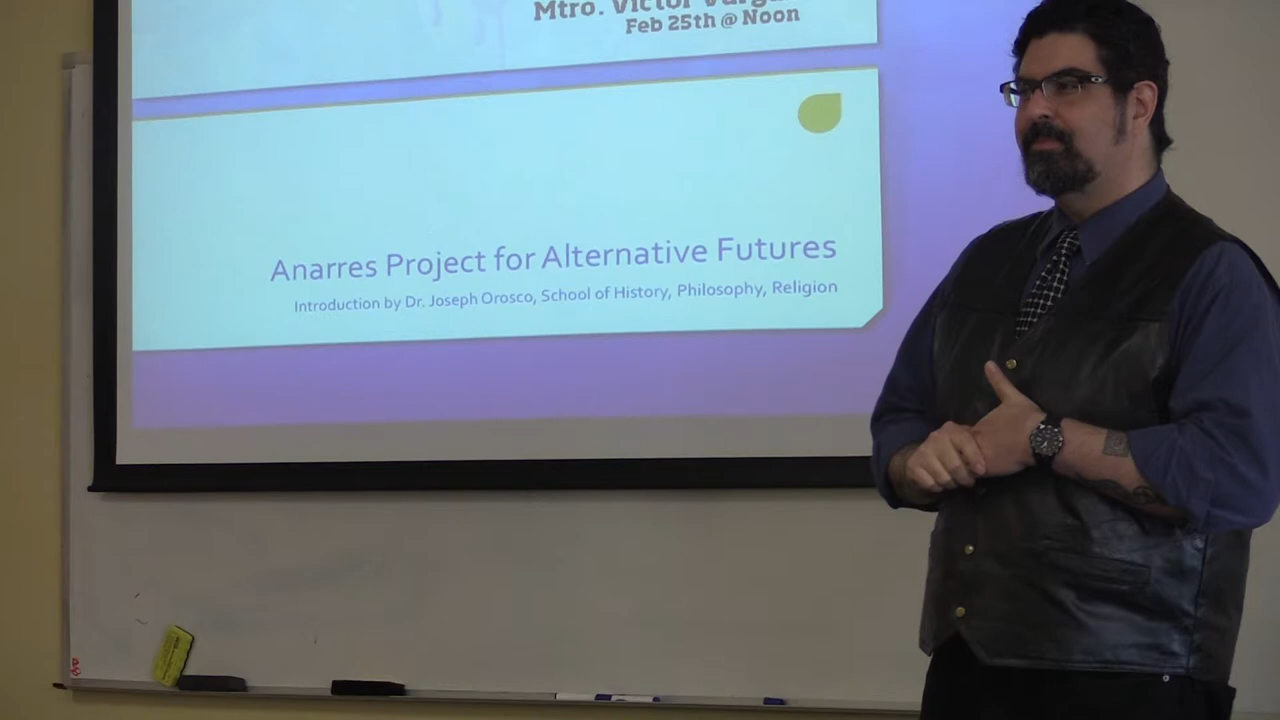 Mtro. Victor
Feb 25th @ Noon
Anarres Project for Alternative Futures
Introduction by Dr. Joseph Orosco, School of History, Philosophy, Religion